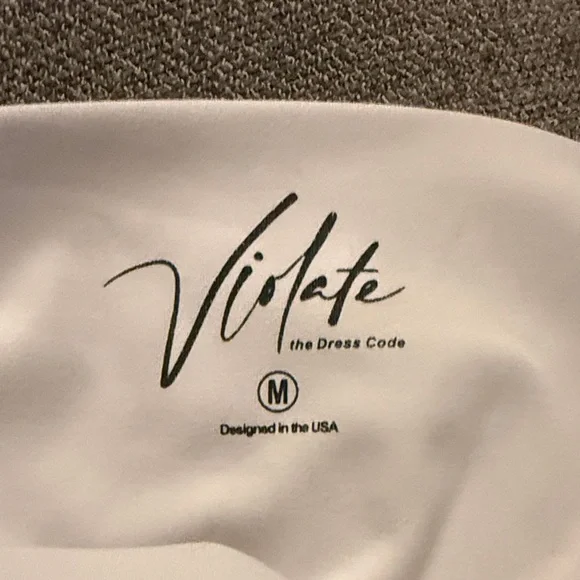 Violate
the Dress Code
M
Designed in the USA